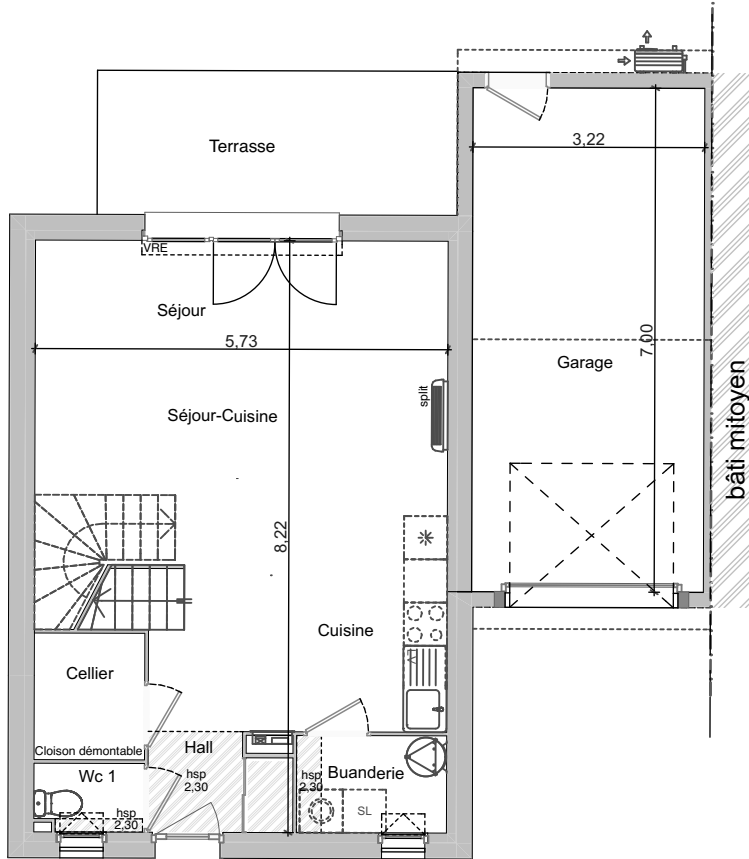 Terrasse
3,22
VRE
Séjour
5,73
7,00
Garage
split
Séjour-Cuisine
bâti mitoyen
8,22
Cuisine
LV
Cellier
Cloison démontable
Hall
Wc 1
hsp
2,30
hsp
2,30
Buanderie
hsp
2,30
SL